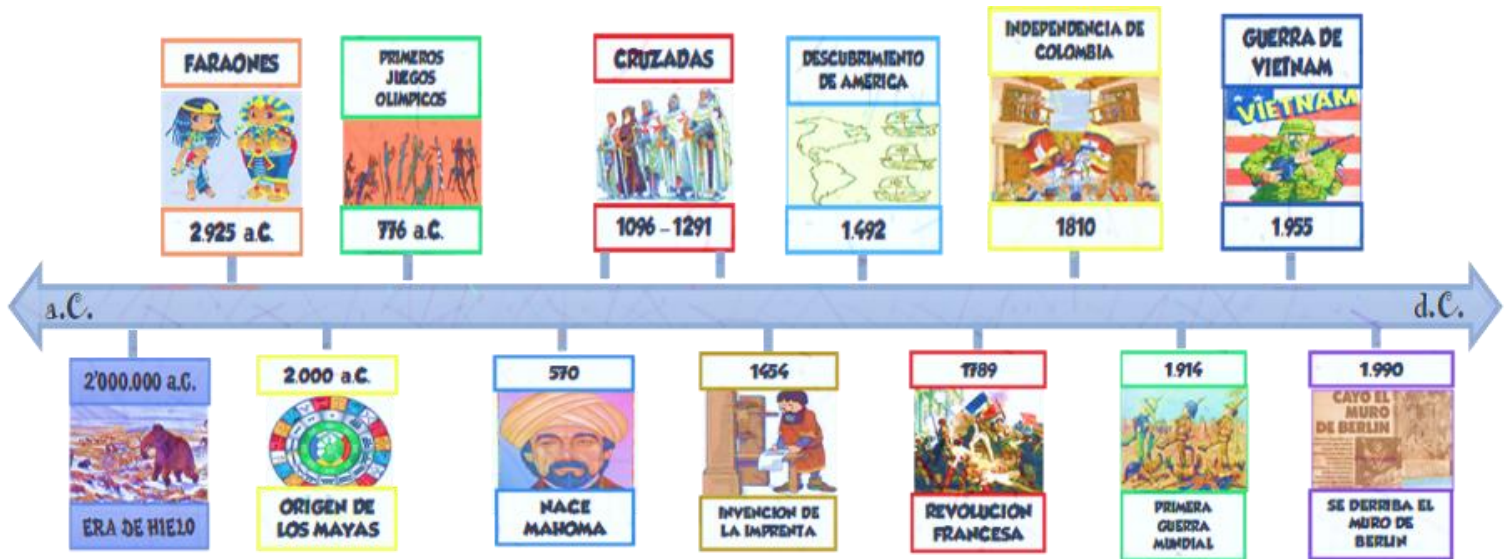 FARAONES
2.925 a.C.
PRIMEROS
JUEGOS
OLIMPICOS
776 a.C.
CRUZADAS
1096 – 1291
DESCUBRIMIENTO
DE AMERICA
1.492
INDEPENDENCIA DE
COLOMBIA
1810
GUERRA DE
VIETNAM
VIETNAM
1.955
a.C.
d.C.
2'000.000 a.C.
ERA DE HIELO
2.000 a.C.
ORIGEN DE
LOS MAYAS
570
NACE
MAHOMA
1454
INVENCION DE
LA IMPRENTA
1789
REVOLUCION
FRANCESA
1.914
PRIMERA
GUERRA
MUNDIAL
1.990
CAYO EL
MURO
DE BERLIN
SE DERRIBA EL
MURO DE
BERLIN